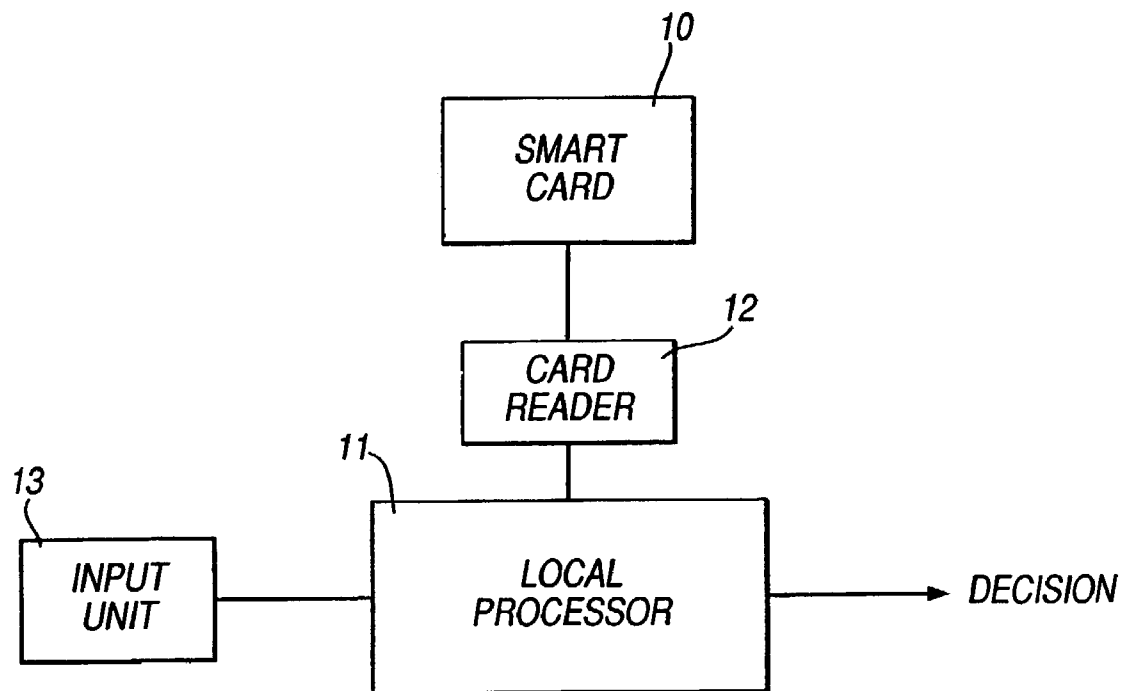 10
SMART
CARD
12
CARD
READER
11
13
INPUT
UNIT
LOCAL
PROCESSOR
DECISION